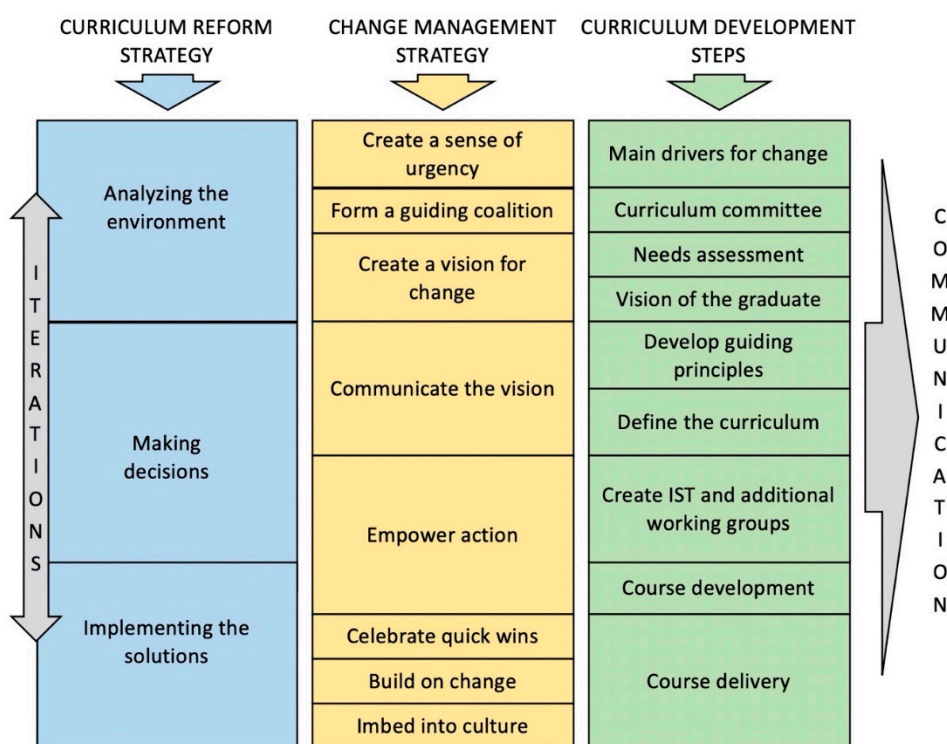 CURRICULUM REFORM
STRATEGY
CHANGE MANAGEMENT
STRATEGY
CURRICULUM DEVELOPMENT
STEPS
ITERATIONS
Analyzing the
environment
Making
decisions
Implementing the
solutions
Create a sense of
urgency
Form a guiding coalition
Create a vision for
change
Communicate the vision
Empower action
Celebrate quick wins
Build on change
Imbed into culture
Main drivers for change
Curriculum committee
Needs assessment
Vision of the graduate
Develop guiding
principles
Define the curriculum
Create IST and additional
working groups
Course development
Course delivery
COMMUNICATION